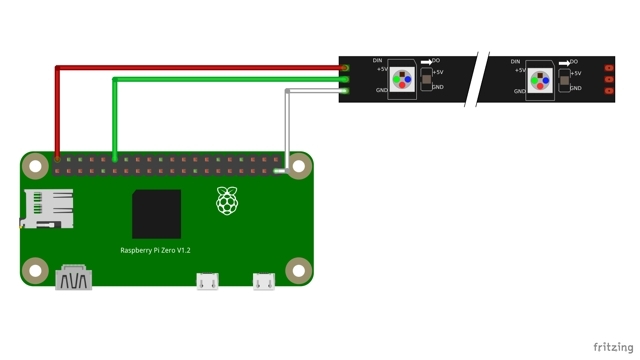 DIN
DO
+5V
+5V
GND
GND
DIN
DO
+5V
+5V
GND
GND
Raspberry Pi Zero V1.2
fritzing